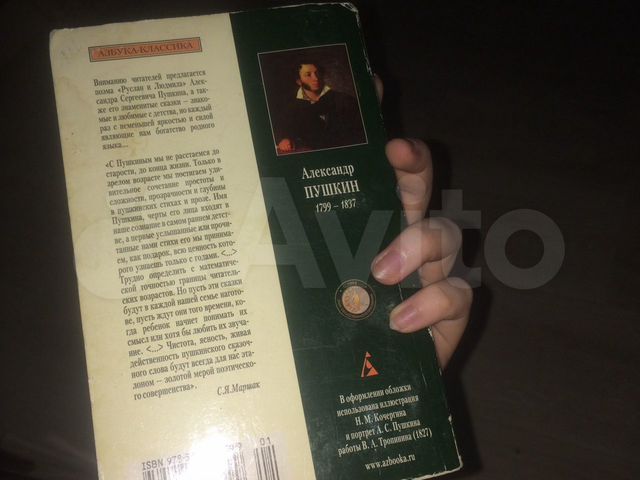 АЗБУКА-КЛАССИКА
Вниманию читателей предлагается
поэма «Руслан и Людмила» Алек-
сандра Сергеевича Пушкина, а так-
же его знаменитые сказки – знако-
мые и любимые с детства, но каждый
раз с неменьшей яркостью и силой
являющие нам богатство родного
языка...
«С Пушкиным мы не расстаемся до
старости, до конца жизни. Только в
зрелом возрасте мы постигаем уди-
вительное сочетание простоты и
сложности, прозрачности и глубины
в пушкинских стихах и прозе. Имя
Пушкина, черты его лица входят в
наше сознание в самом раннем детст-
ве, а первые услышанные или прочи-
танные нами стихи его мы принима-
ем, как подарок, всю ценность кото-
рого узнаешь только с годами. <...>
Трудно определить с математиче-
ской точностью границы читатель-
ских возрастов. Но пусть эти сказки
будут в каждой нашей семье нагото-
ве, пусть ждут они того времени, ко-
гда ребенок начнет понимать их
смысл или хотя бы любить их звуча-
ние. <...> Чистота, ясность, живая
действенность пушкинского сказоч-
ного слова будут всегда для нас эта-
лоном – золотой мерой поэтическо-
го совершенства».
С.Я.Маршак
ISBN 978-5
01
Александр
ПУШКИН
1799 – 1837
В оформлении обложки
использована иллюстрация
Н. М. Кочергина
и портрет А. С. Пушкина
работы В. А. Тропинина (1827)
www.azbooka.ru
Avito